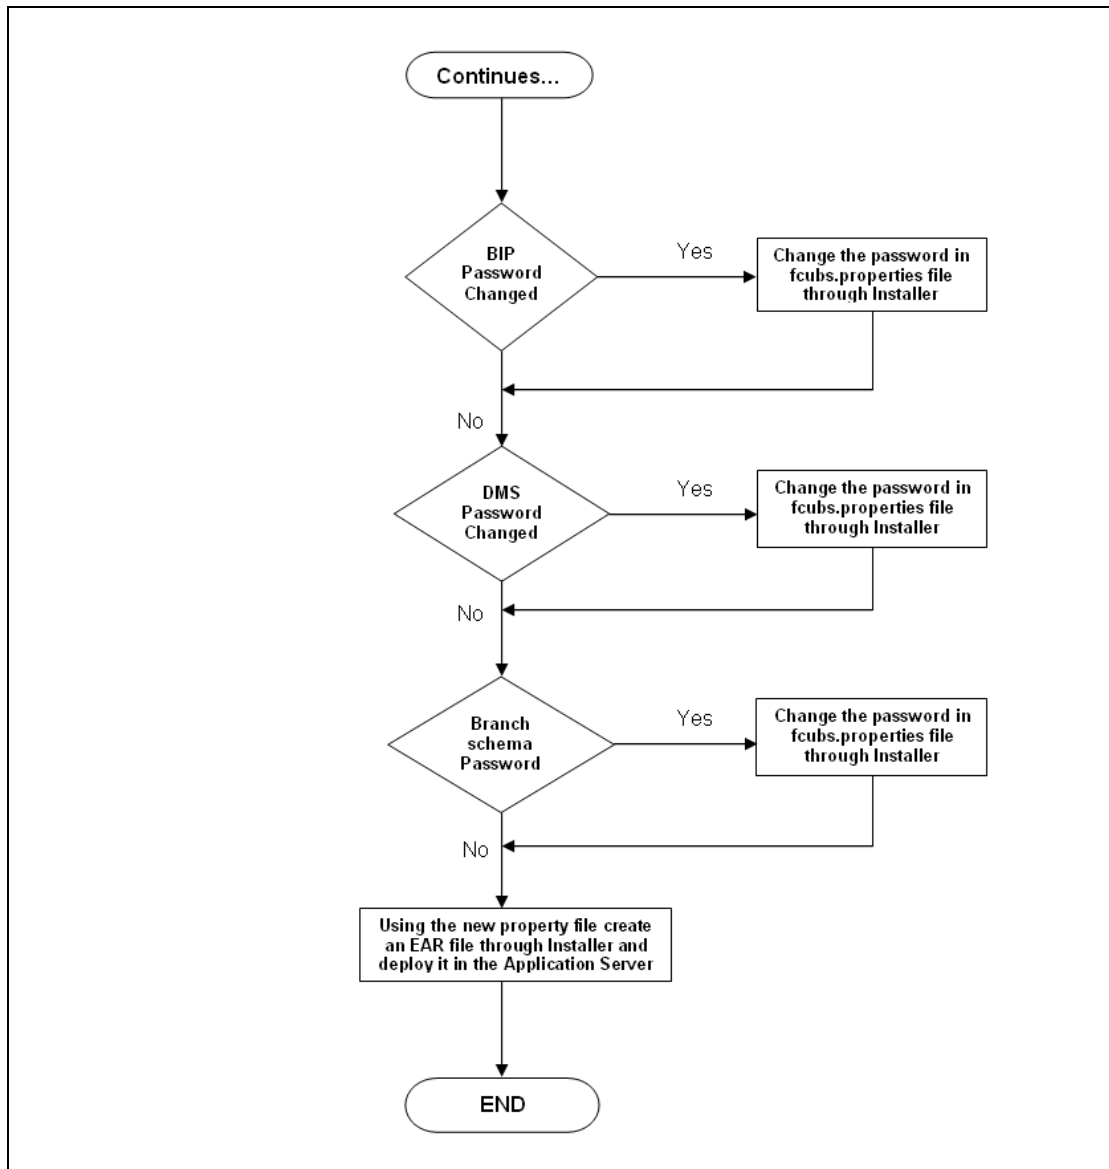 Continues...
BIP
Password
Changed
Yes
Change the password in
fcubs.properties file
through Installer
No
DMS
Password
Changed
Yes
Change the password in
fcubs.properties file
through Installer
No
Branch
schema
Password
Yes
Change the password in
fcubs.properties file
through Installer
No
Using the new property file create
an EAR file through Installer and
deploy it in the Application Server
END